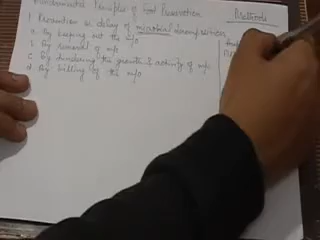 Fundamental Principles of Food Preservation
Methods
1 Prevention or delay of microbial decomposition
a. By keeping out the m/o
b. By removal of m/o
c. By hindering the growth & activity of m/o
d. By killing of the m/o